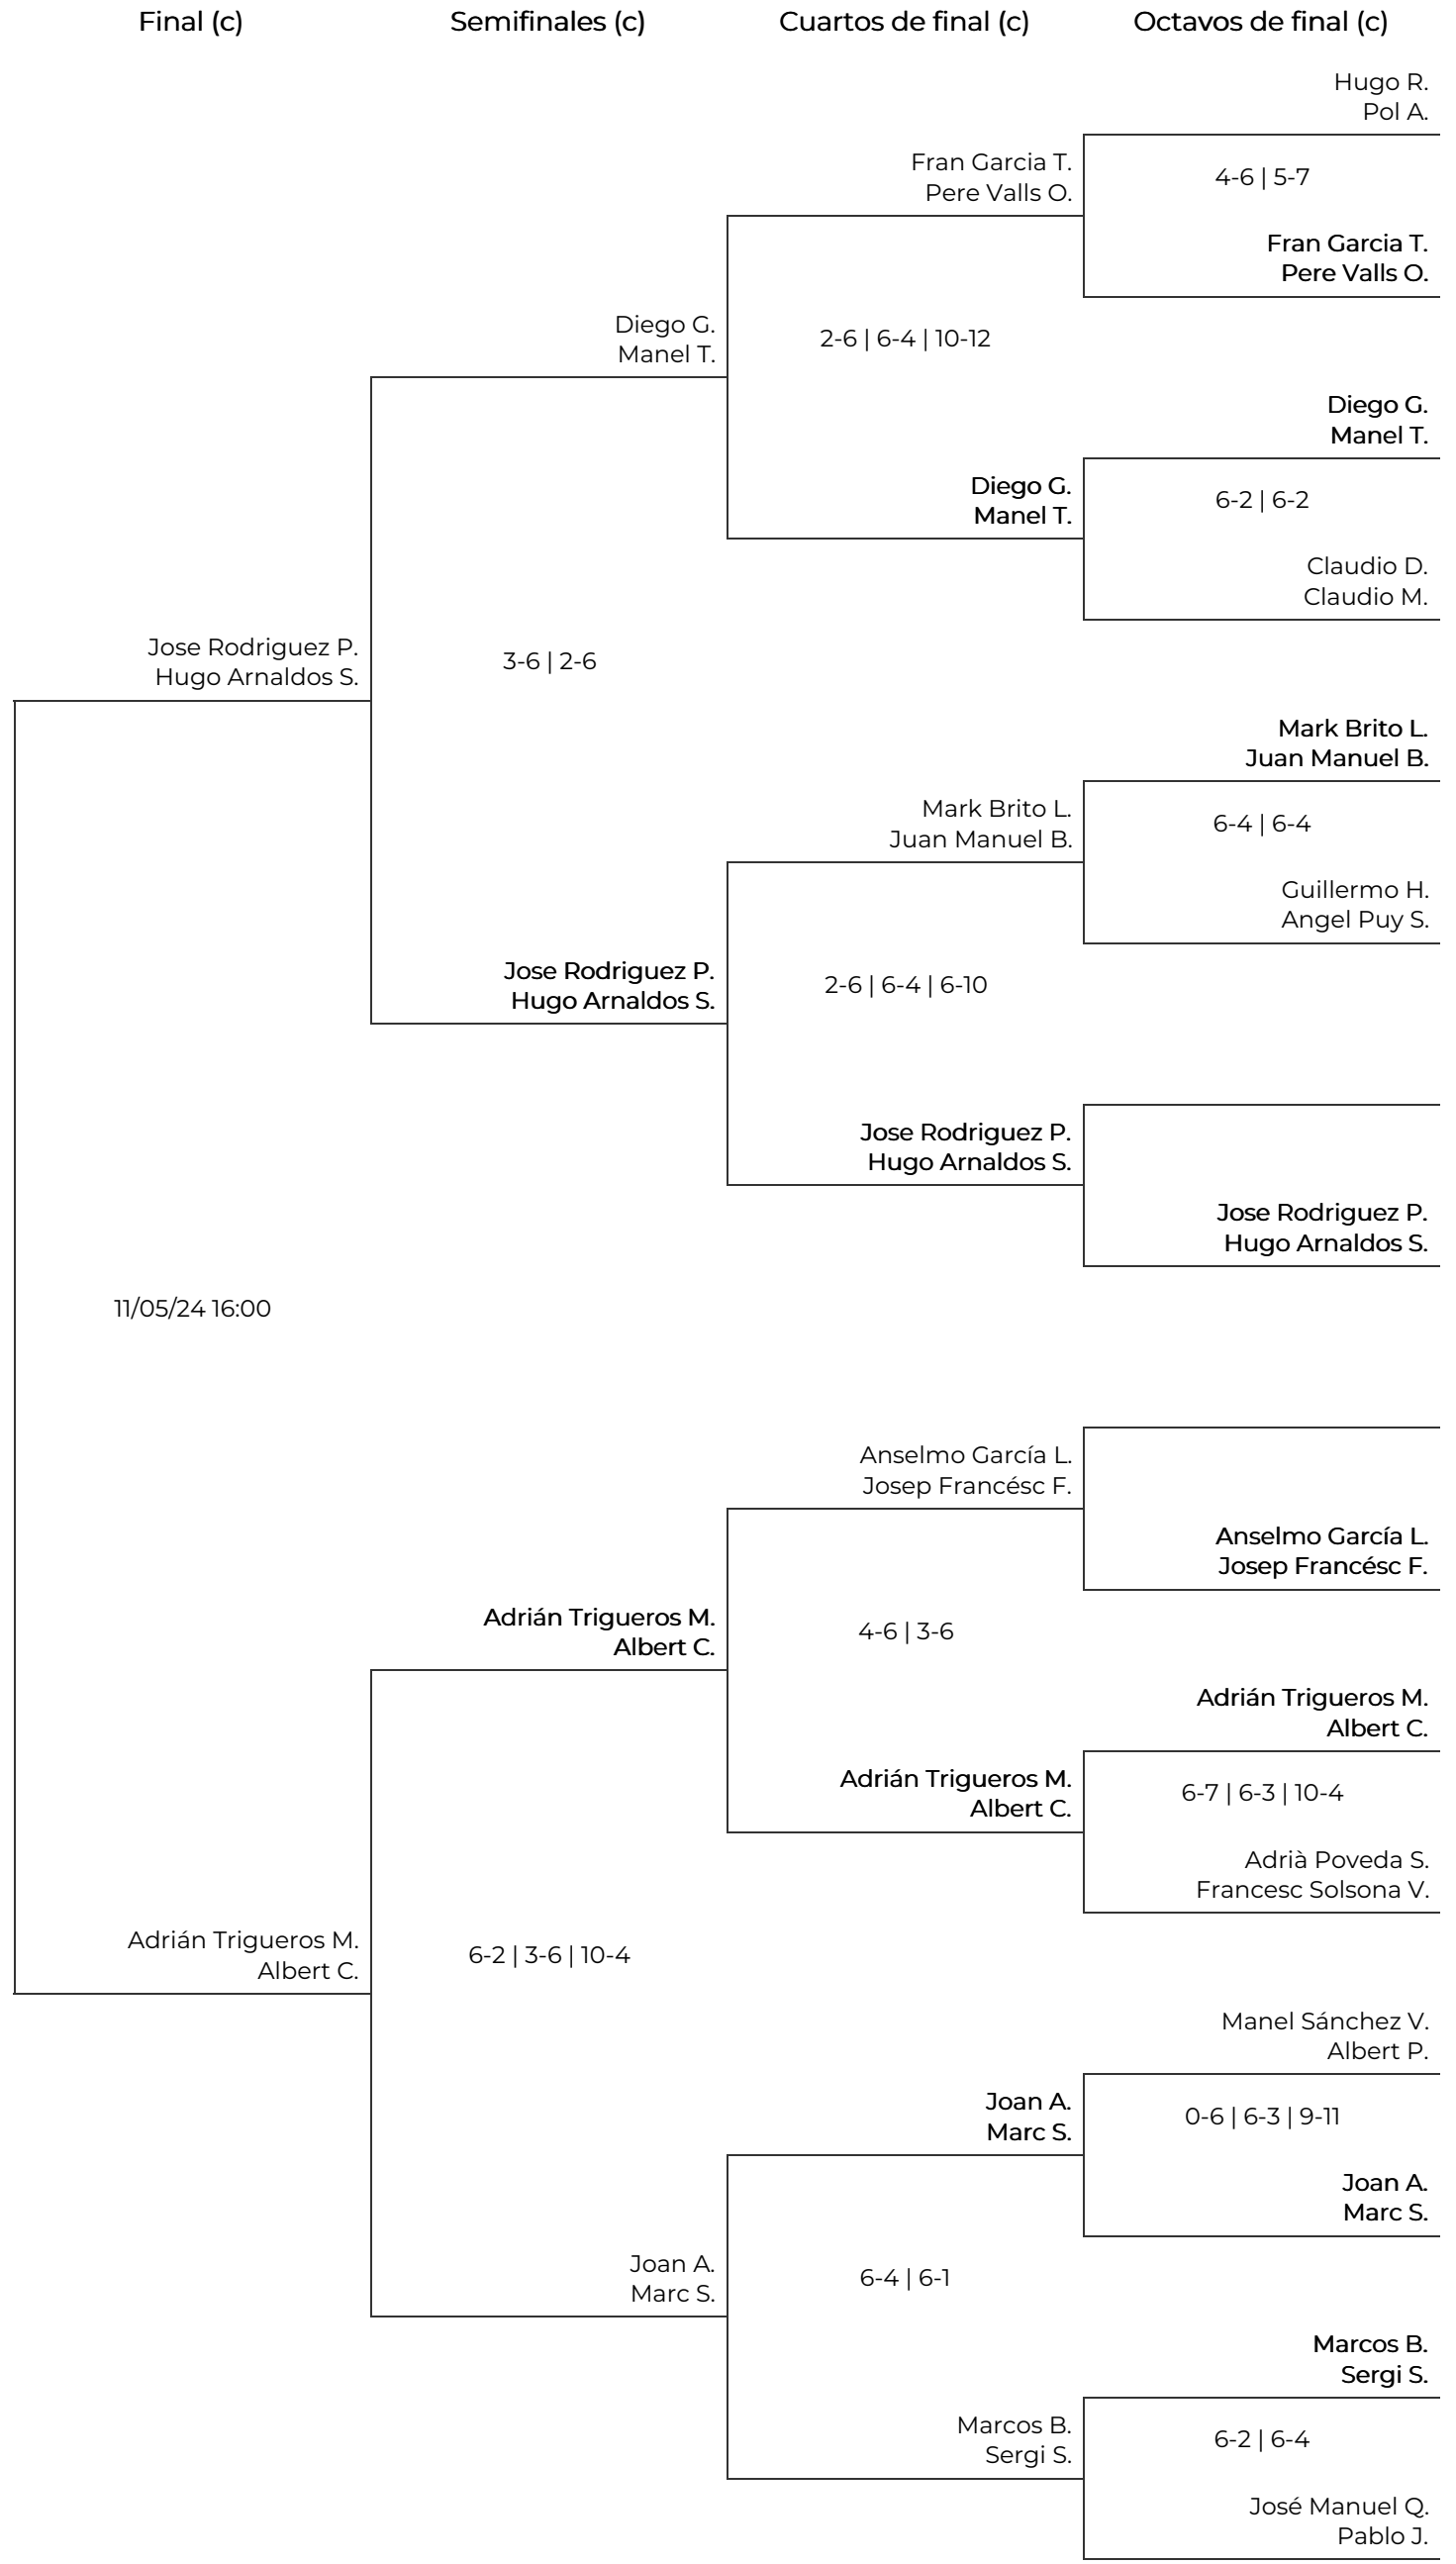 Final (c)
Semifinales (c)
Cuartos de final (c)
Octavos de final (c)
Hugo R.
Pol A.
Fran Garcia T.
Pere Valls O.
4-6 | 5-7
Fran Garcia T.
Pere Valls O.
Diego G.
Manel T.
2-6 | 6-4 | 10-12
Diego G.
Manel T.
Diego G.
Manel T.
6-2 | 6-2
Claudio D.
Claudio M.
Jose Rodriguez P.
Hugo Arnaldos S.
3-6 | 2-6
Mark Brito L.
Juan Manuel B.
Mark Brito L.
Juan Manuel B.
6-4 | 6-4
Guillermo H.
Angel Puy S.
Jose Rodriguez P.
Hugo Arnaldos S.
2-6 | 6-4 | 6-10
Jose Rodriguez P.
Hugo Arnaldos S.
Jose Rodriguez P.
Hugo Arnaldos S.
11/05/24 16:00
Anselmo García L.
Josep Francésc F.
Anselmo García L.
Josep Francésc F.
Adrián Trigueros M.
Albert C.
4-6 | 3-6
Adrián Trigueros M.
Albert C.
Adrián Trigueros M.
Albert C.
6-7 | 6-3 | 10-4
Adrià Poveda S.
Francesc Solsona V.
Adrián Trigueros M.
Albert C.
6-2 | 3-6 | 10-4
Manel Sánchez V.
Albert P.
Joan A.
Marc S.
0-6 | 6-3 | 9-11
Joan A.
Marc S.
Joan A.
Marc S.
6-4 | 6-1
Marcos B.
Sergi S.
Marcos B.
Sergi S.
6-2 | 6-4
José Manuel Q.
Pablo J.